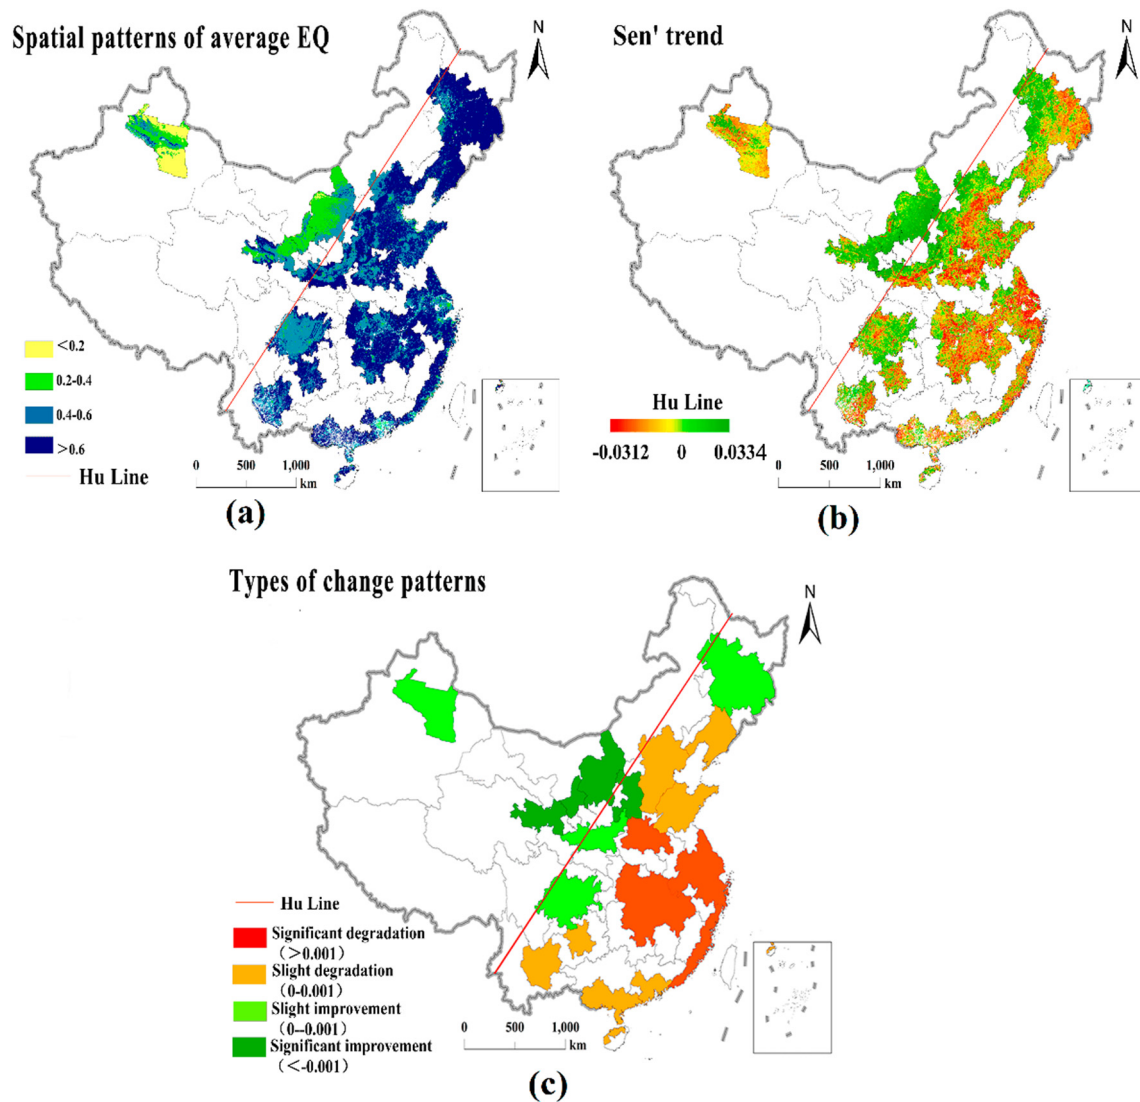 Spatial patterns of average EQ
N
＜0.2
0.2-0.4
0.4-0.6
＞0.6
Hu Line
0 500 1,000
km
(a)
Sen' trend
N
Hu Line
-0.0312 0 0.0334
0 500 1,000
km
(b)
Types of change patterns
N
Hu Line
Significant degradation
（＞0.001）
Slight degradation
（0-0.001）
Slight improvement
（0--0.001）
Significant improvement
（＜-0.001）
0 500 1,000
km
(c)